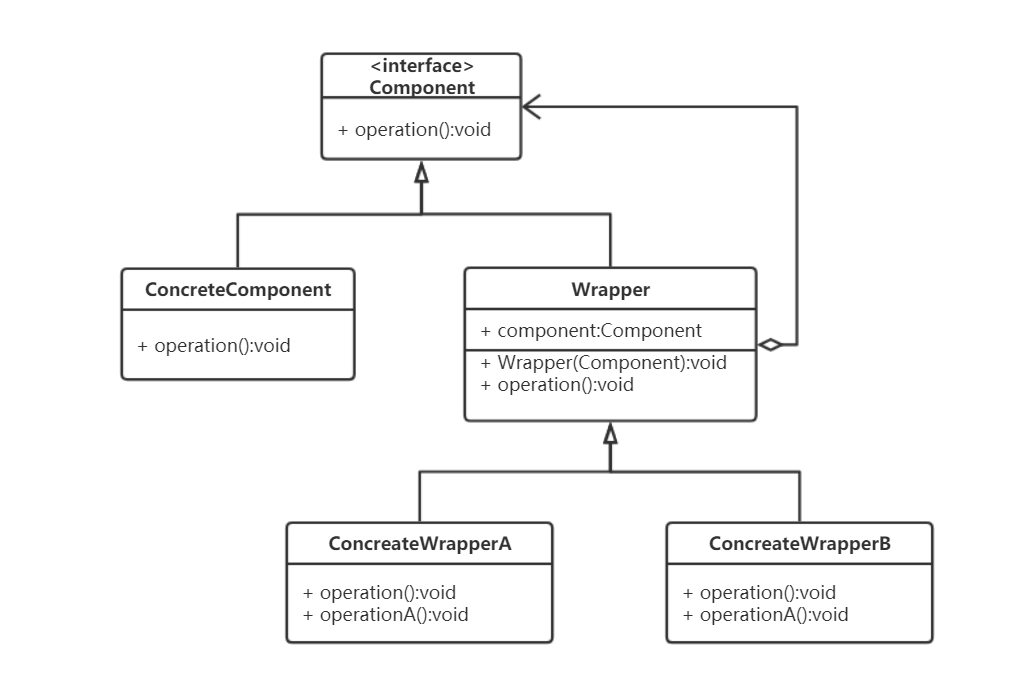 <interface>
Component
+ operation():void
ConcreteComponent
+ operation():void
Wrapper
+ component:Component
+ Wrapper(Component):void
+ operation():void
ConcreateWrapperA
+ operation():void
+ operationA():void
ConcreateWrapperB
+ operation():void
+ operationA():void